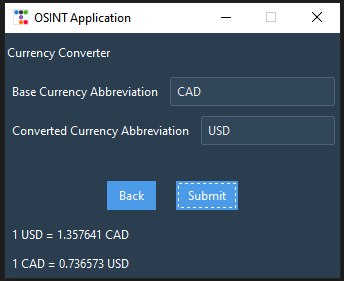 OSINT Application
Currency Converter
Base Currency Abbreviation CAD
Converted Currency Abbreviation USD
Back Submit
1 USD = 1.357641 CAD
1 CAD = 0.736573 USD